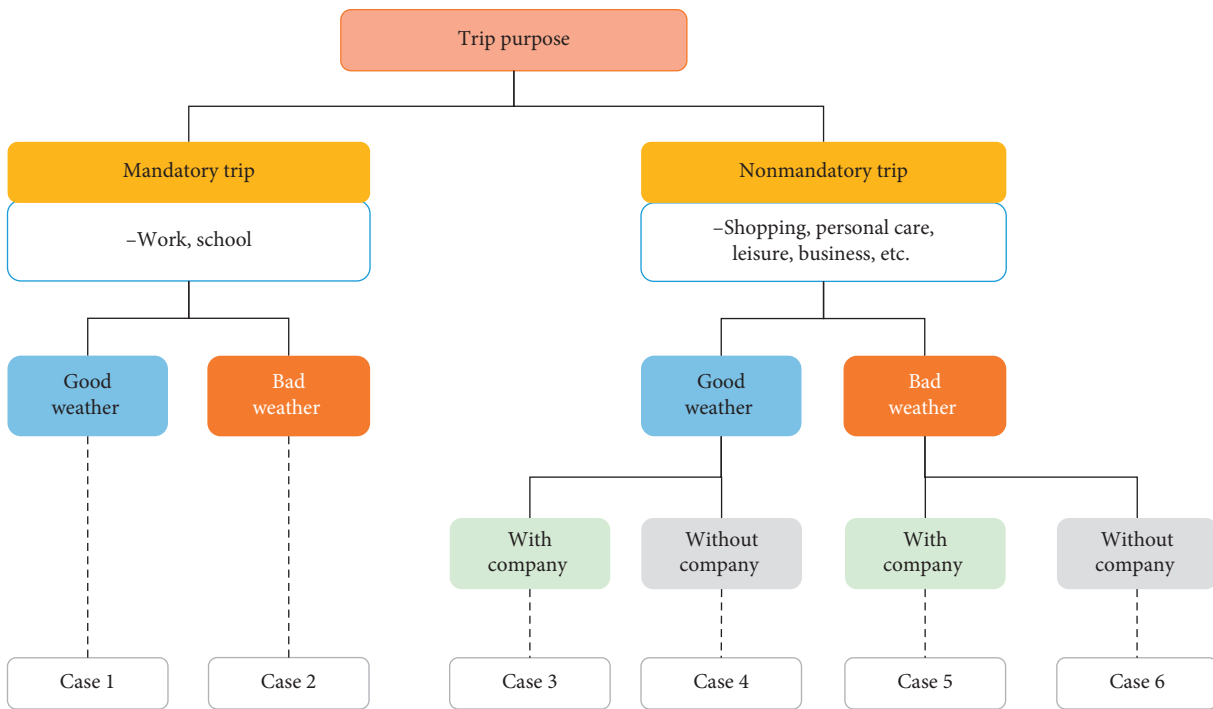 Trip purpose
Mandatory trip
Nonmandatory trip
–Work, school
–Shopping, personal care,
leisure, business, etc.
Good
weather
Bad
weather
Good
weather
Bad
weather
With
company
Without
company
With
company
Without
company
Case 1
Case 2
Case 3
Case 4
Case 5
Case 6